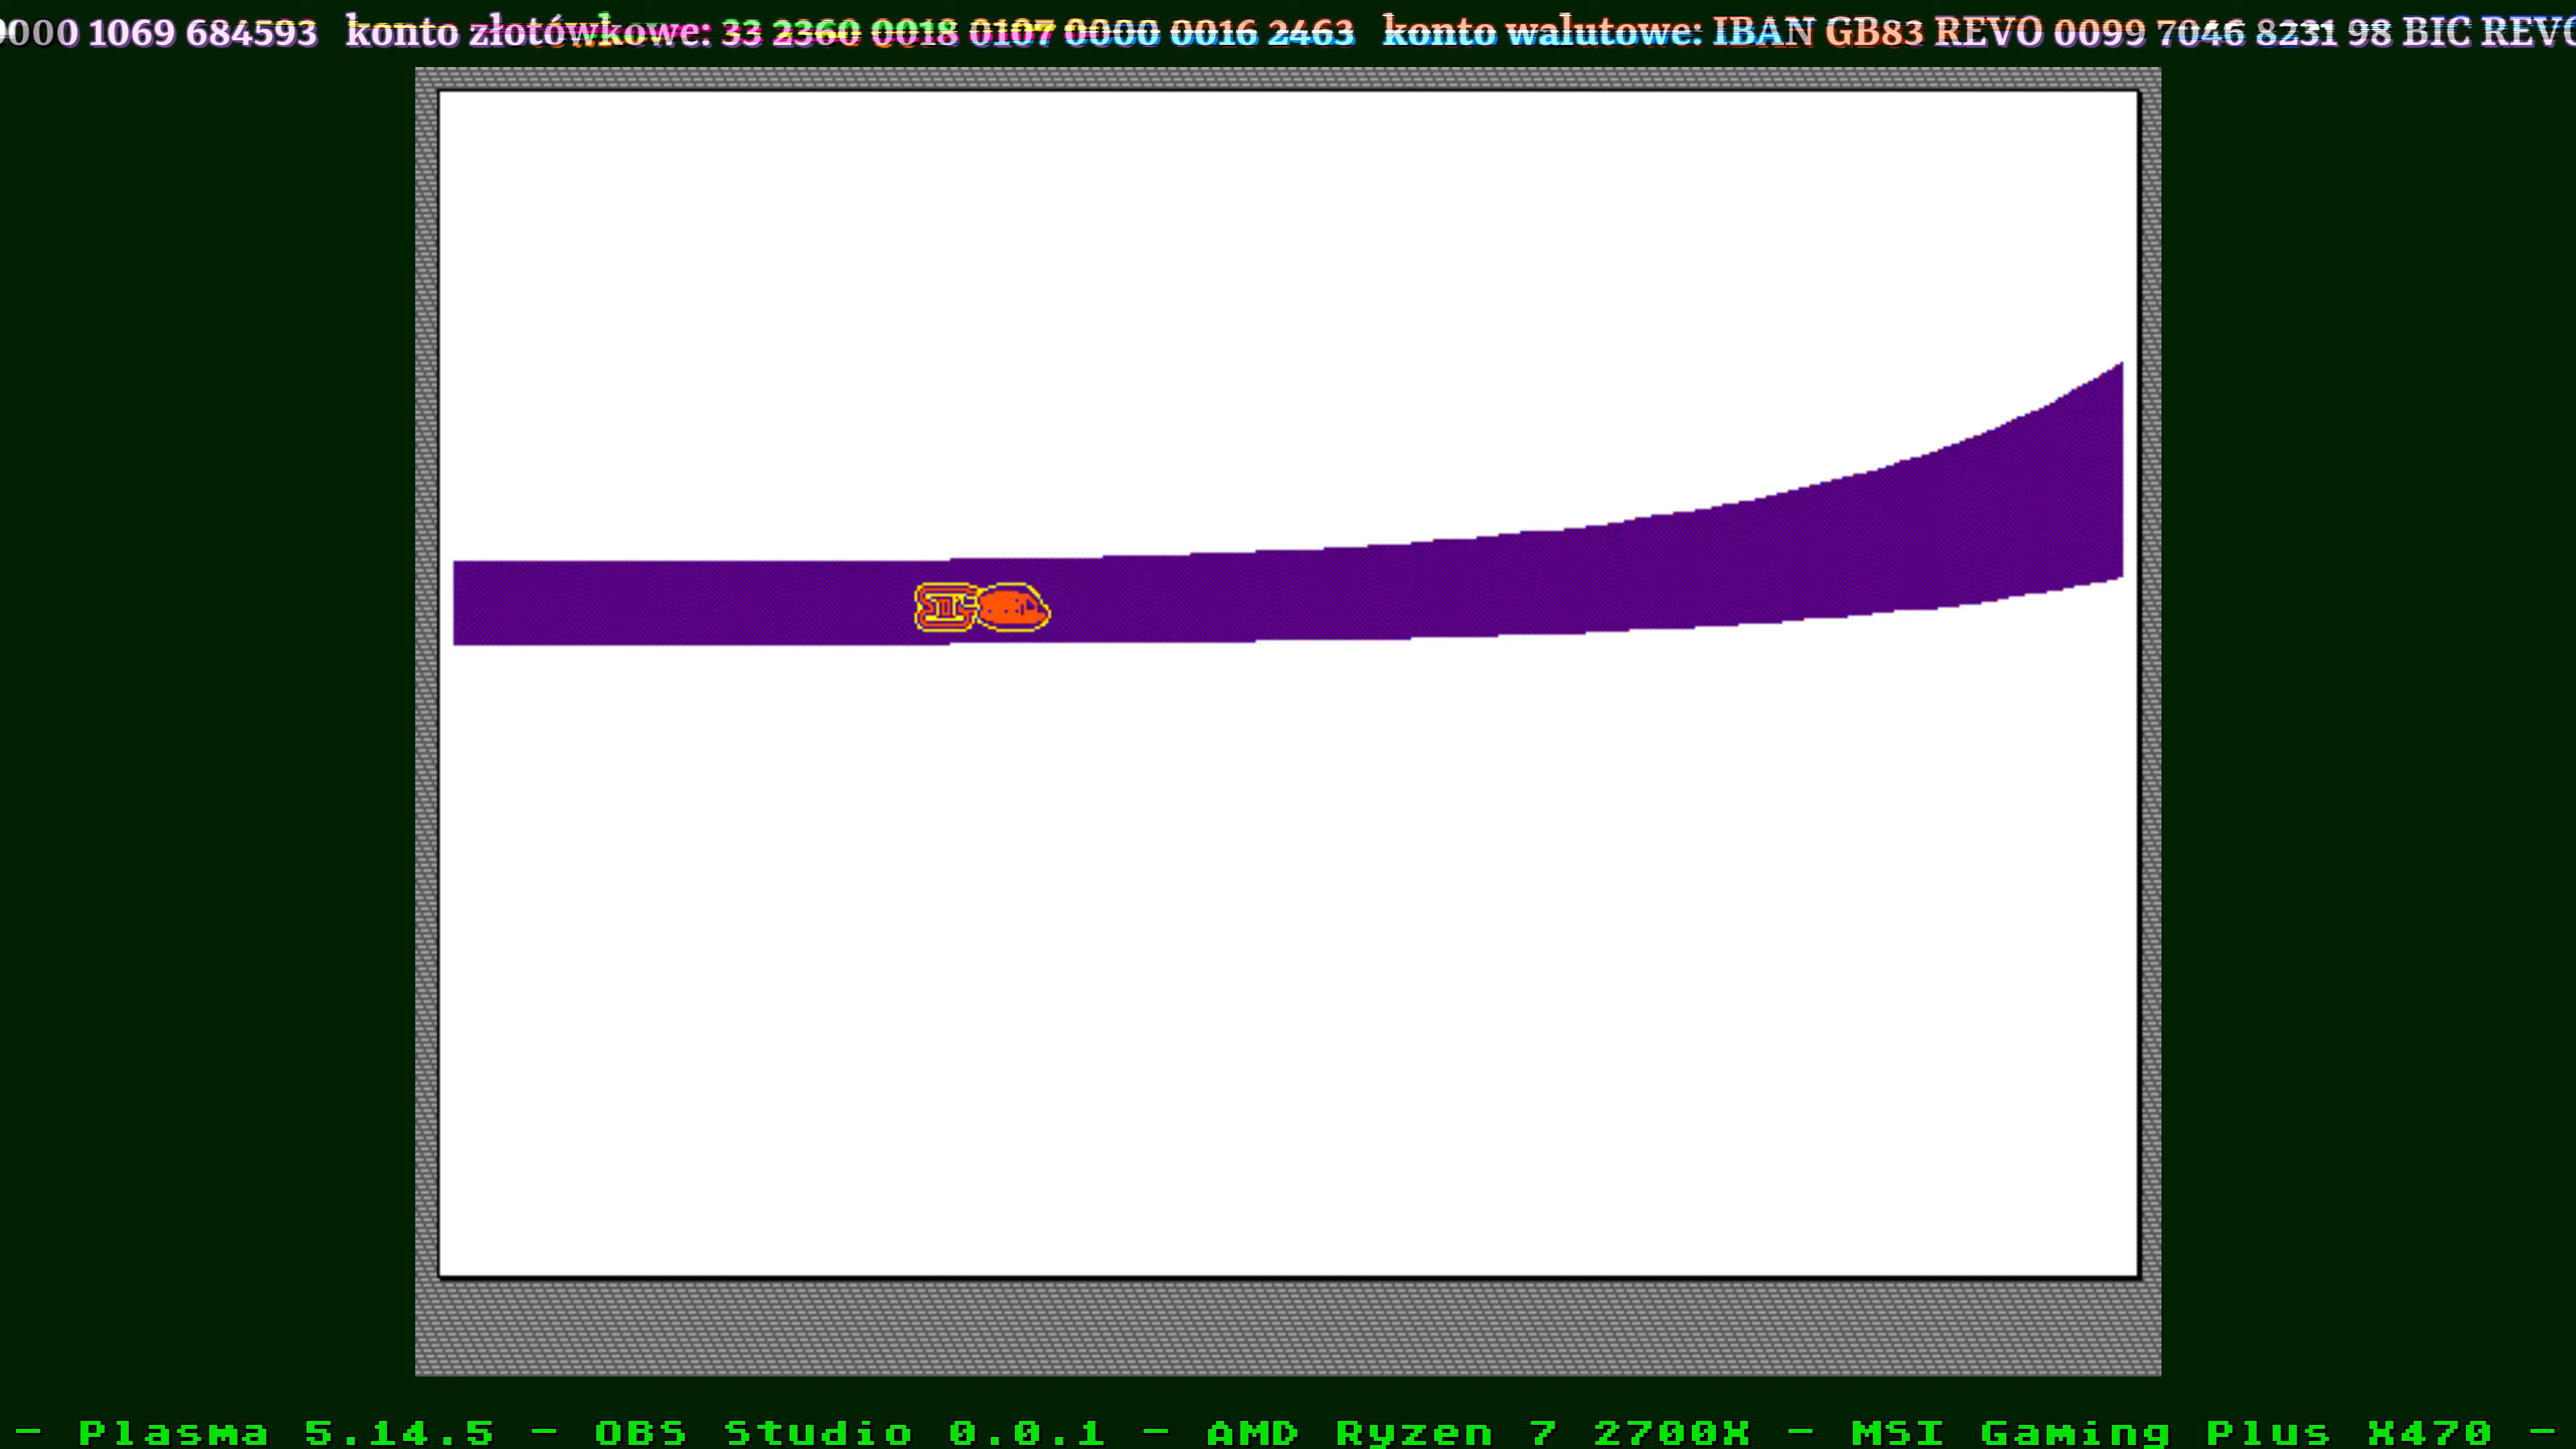 0000 1069 684593 konto złotówkowe: 33 2360 0018 0107 0000 0016 2463 konto walutowe: IBAN GB83 REVO 0099 7046 8231 98 BIC REVO
- Plasma 5.14.5 - OBS Studio 0.0.1 - AMD Ryzen 7 2700X - MSI Gaming Plus X470 -